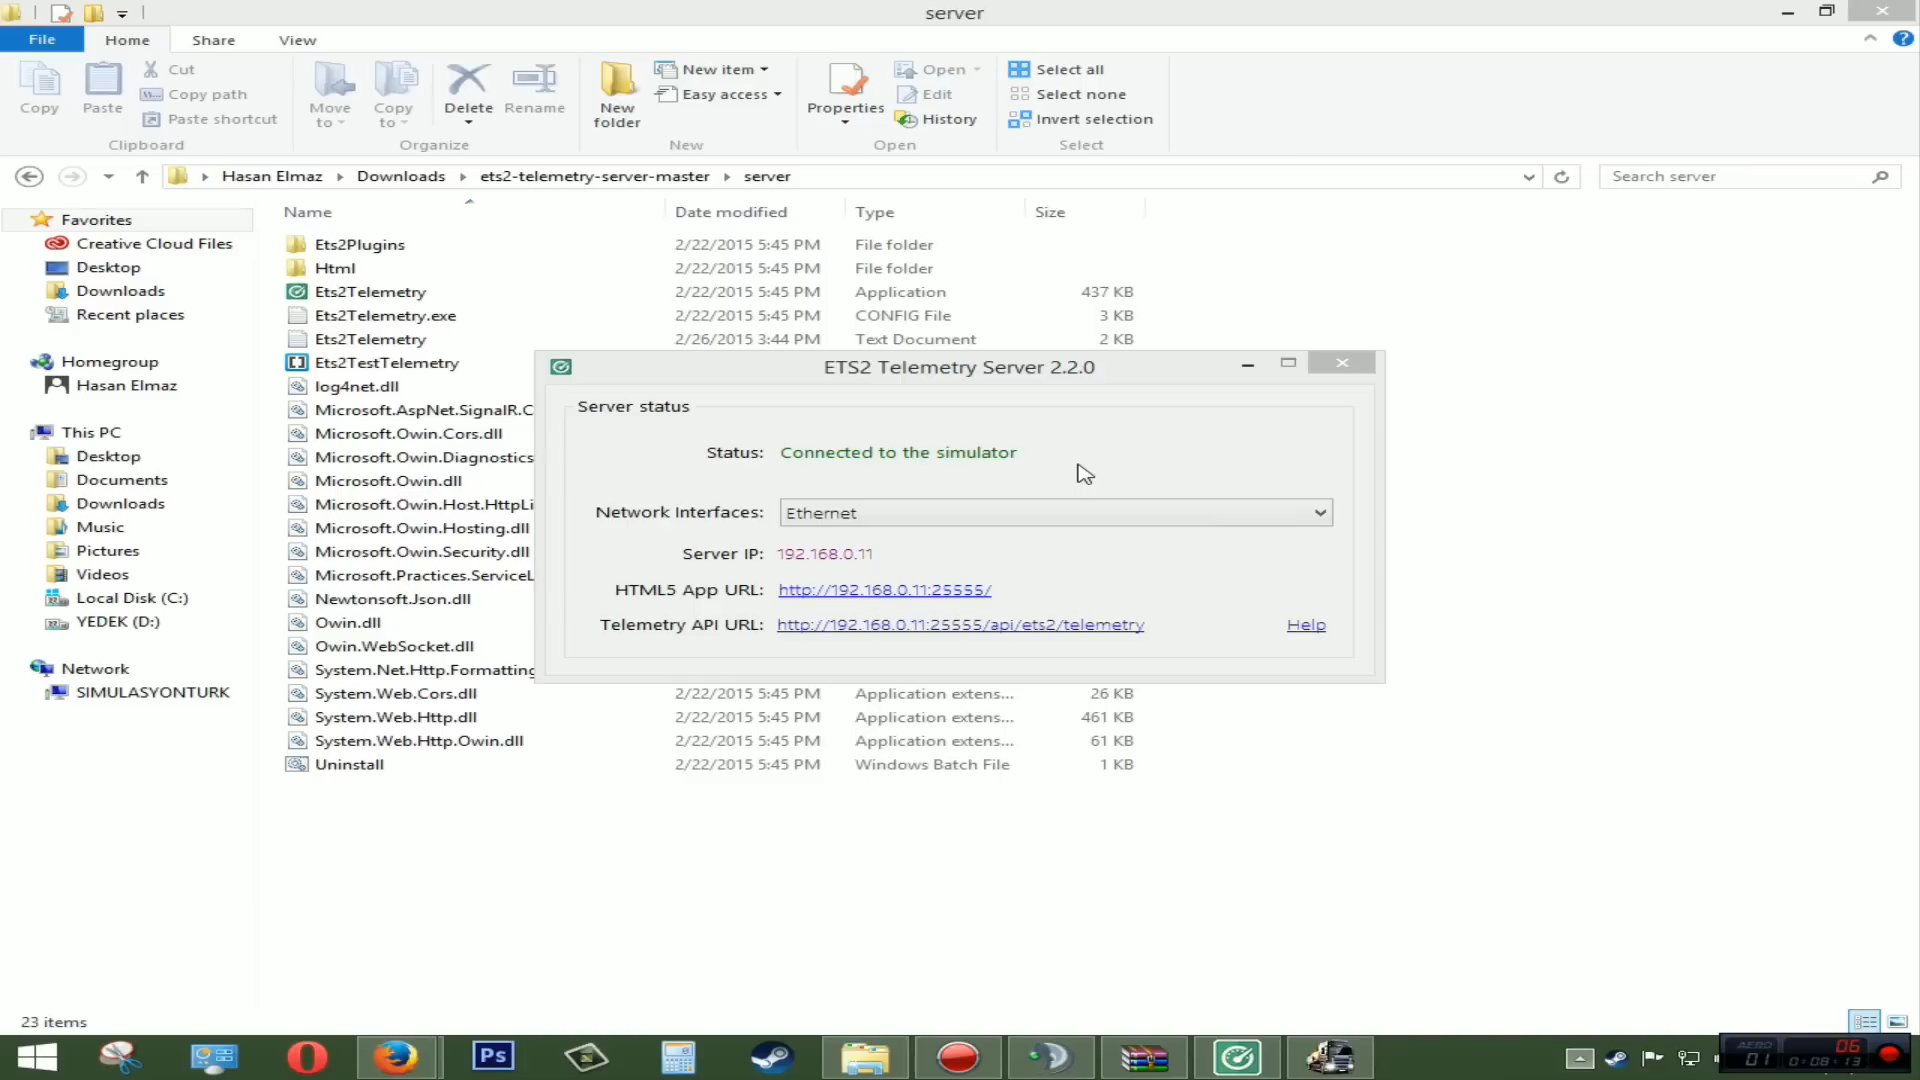 server
File
Home
Share
View
Copy
Paste
Cut
Copy path
Paste shortcut
Move to
Copy to
Delete
Rename
New folder
New item
Easy access
Properties
Open
Edit
History
Select all
Select none
Invert selection
Clipboard
Organize
New
Open
Select
Hasan Elmaz
Downloads
ets2-telemetry-server-master
server
Search server
Favorites
Creative Cloud Files
Desktop
Downloads
Recent places
Homegroup
Hasan Elmaz
This PC
Desktop
Documents
Downloads
Music
Pictures
Videos
Local Disk (C:)
YEDEK (D:)
Network
SIMULASYONTURK
Name Date modified Type Size
Ets2Plugins 2/22/2015 5:45 PM File folder
Html 2/22/2015 5:45 PM File folder
Ets2Telemetry 2/22/2015 5:45 PM Application 437 KB
Ets2Telemetry.exe 2/22/2015 5:45 PM CONFIG File 3 KB
Ets2Telemetry 2/26/2015 3:44 PM Text Document 2 KB
Ets2TestTelemetry
log4net.dll
Microsoft.AspNet.SignalR.C
Microsoft.Owin.Cors.dll
Microsoft.Owin.Diagnostics
Microsoft.Owin.dll
Microsoft.Owin.Host.HttpLi
Microsoft.Owin.Hosting.dll
Microsoft.Owin.Security.dll
Microsoft.Practices.ServiceL
Newtonsoft.Json.dll
Owin.dll
Owin.WebSocket.dll
System.Net.Http.Formatting
System.Web.Cors.dll 2/22/2015 5:45 PM Application extens... 26 KB
System.Web.Http.dll 2/22/2015 5:45 PM Application extens... 461 KB
System.Web.Http.Owin.dll 2/22/2015 5:45 PM Application extens... 61 KB
Uninstall 2/22/2015 5:45 PM Windows Batch File 1 KB
ETS2 Telemetry Server 2.2.0
Server status
Status: Connected to the simulator
Network Interfaces: Ethernet
Server IP: 192.168.0.11
HTML5 App URL: http://192.168.0.11:25555/
Telemetry API URL: http://192.168.0.11:25555/api/ets2/telemetry Help
23 items
Ps
AERO
01
06
0:08:13